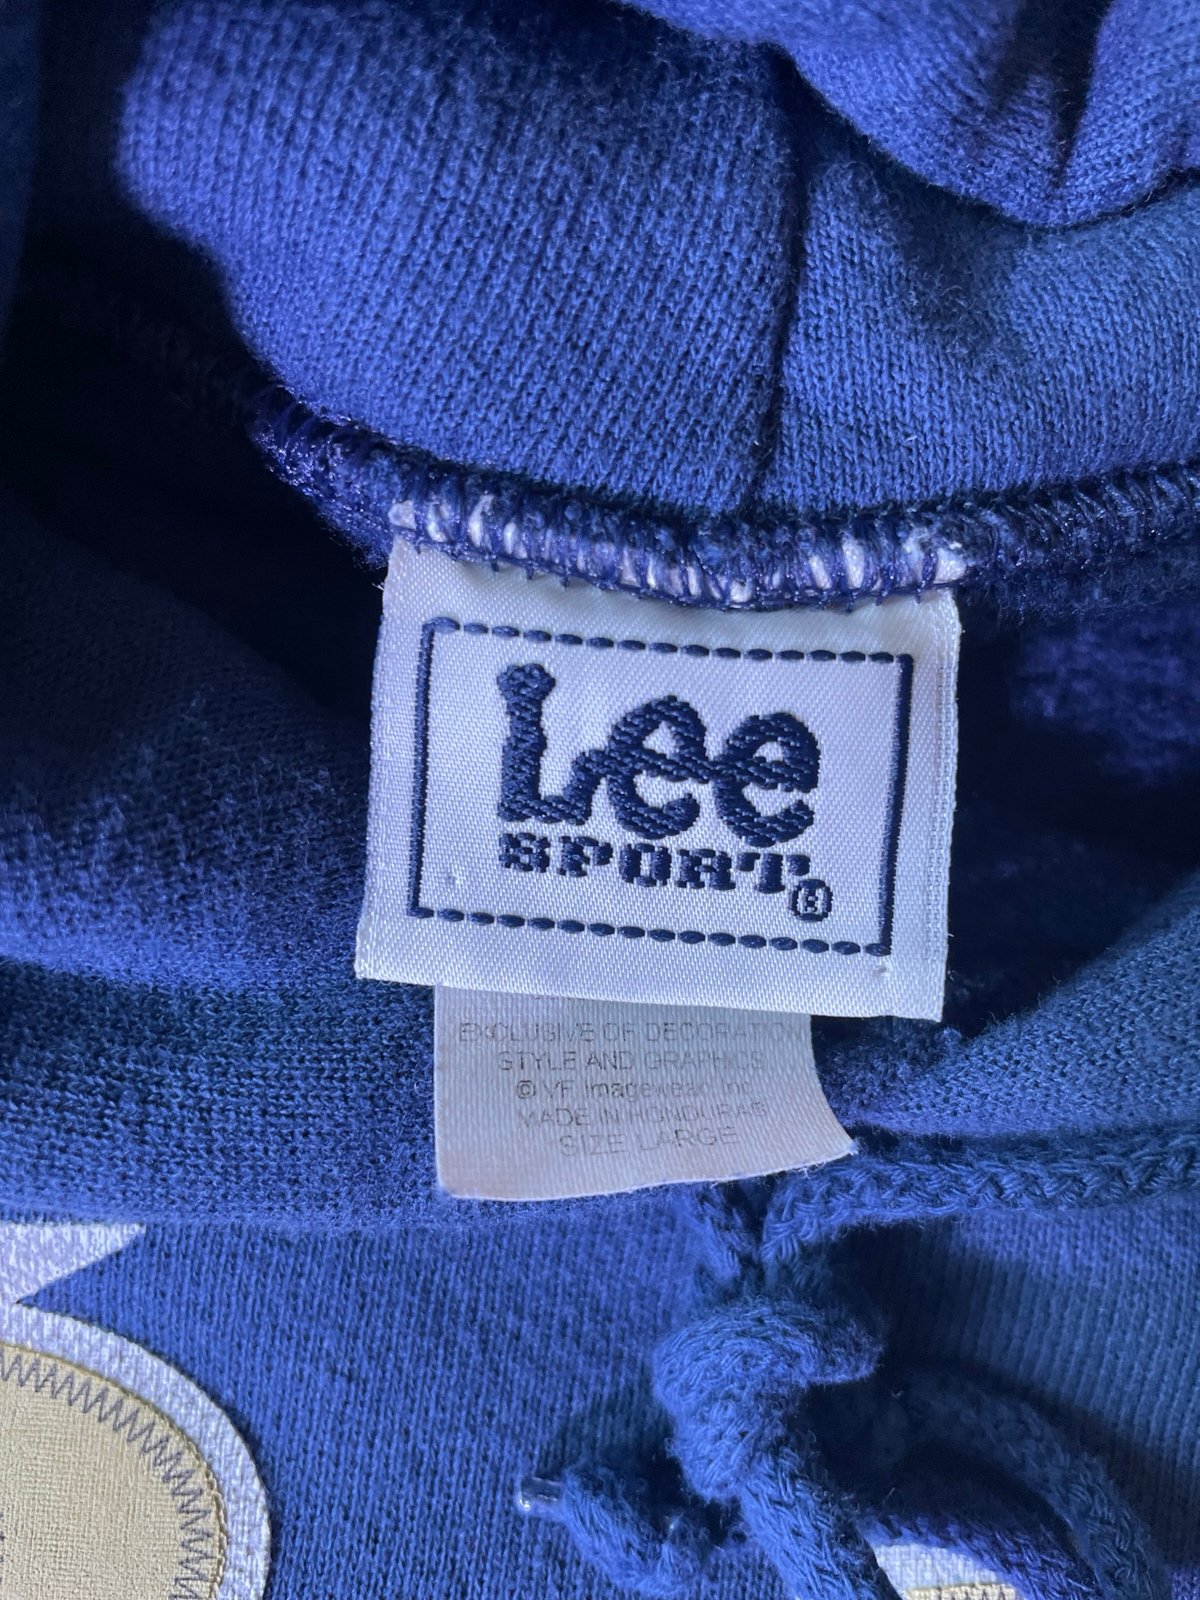 Lee
SPORT®
EXCLUSIVE OF DECORATION
STYLE AND GRAPHICS
© VF Imagewear, Inc.
MADE IN HONDURAS
SIZE LARGE